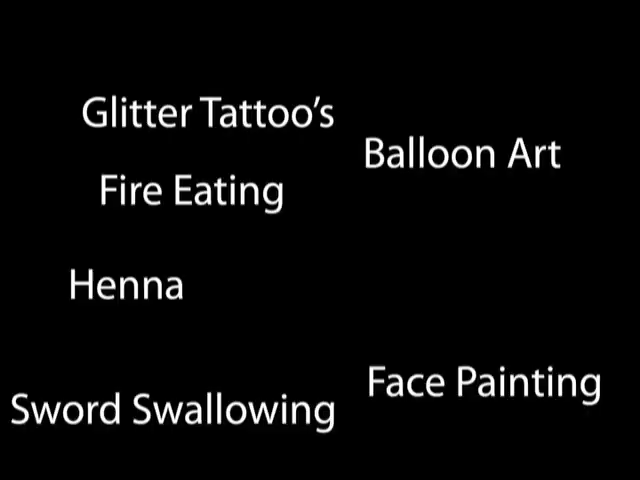 Glitter Tattoo’s
Balloon Art
Fire Eating
Henna
Face Painting
Sword Swallowing